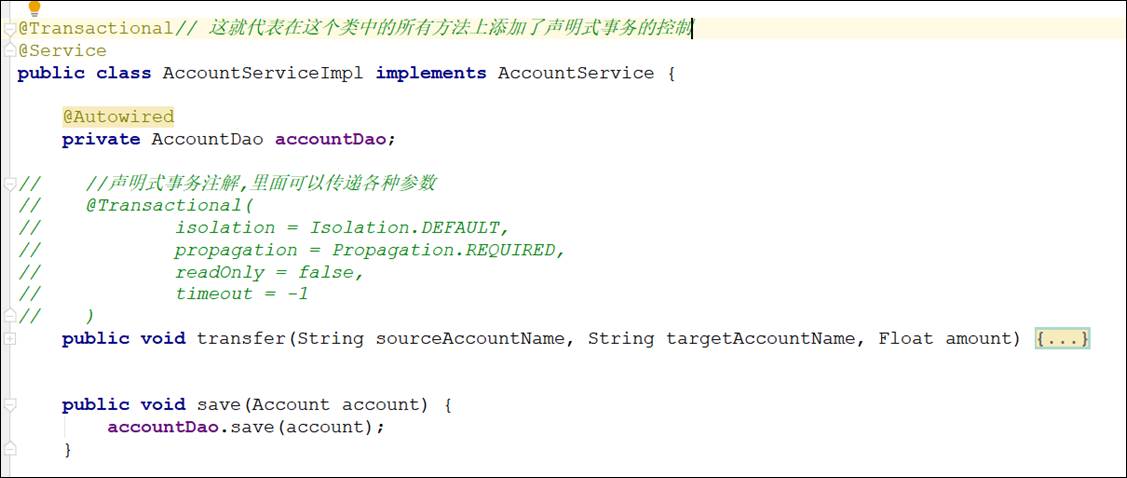 @Transactional// 这就代表在这个类中的所有方法上添加了声明式事务的控制
@Service
public class AccountServiceImpl implements AccountService {
@Autowired
private AccountDao accountDao;
//    //声明式事务注解,里面可以传递各种参数
//    @Transactional(
//            isolation = Isolation.DEFAULT,
//            propagation = Propagation.REQUIRED,
//            readOnly = false,
//            timeout = -1
//    )
public void transfer(String sourceAccountName, String targetAccountName, Float amount) {...}
public void save(Account account) {
accountDao.save(account);
}